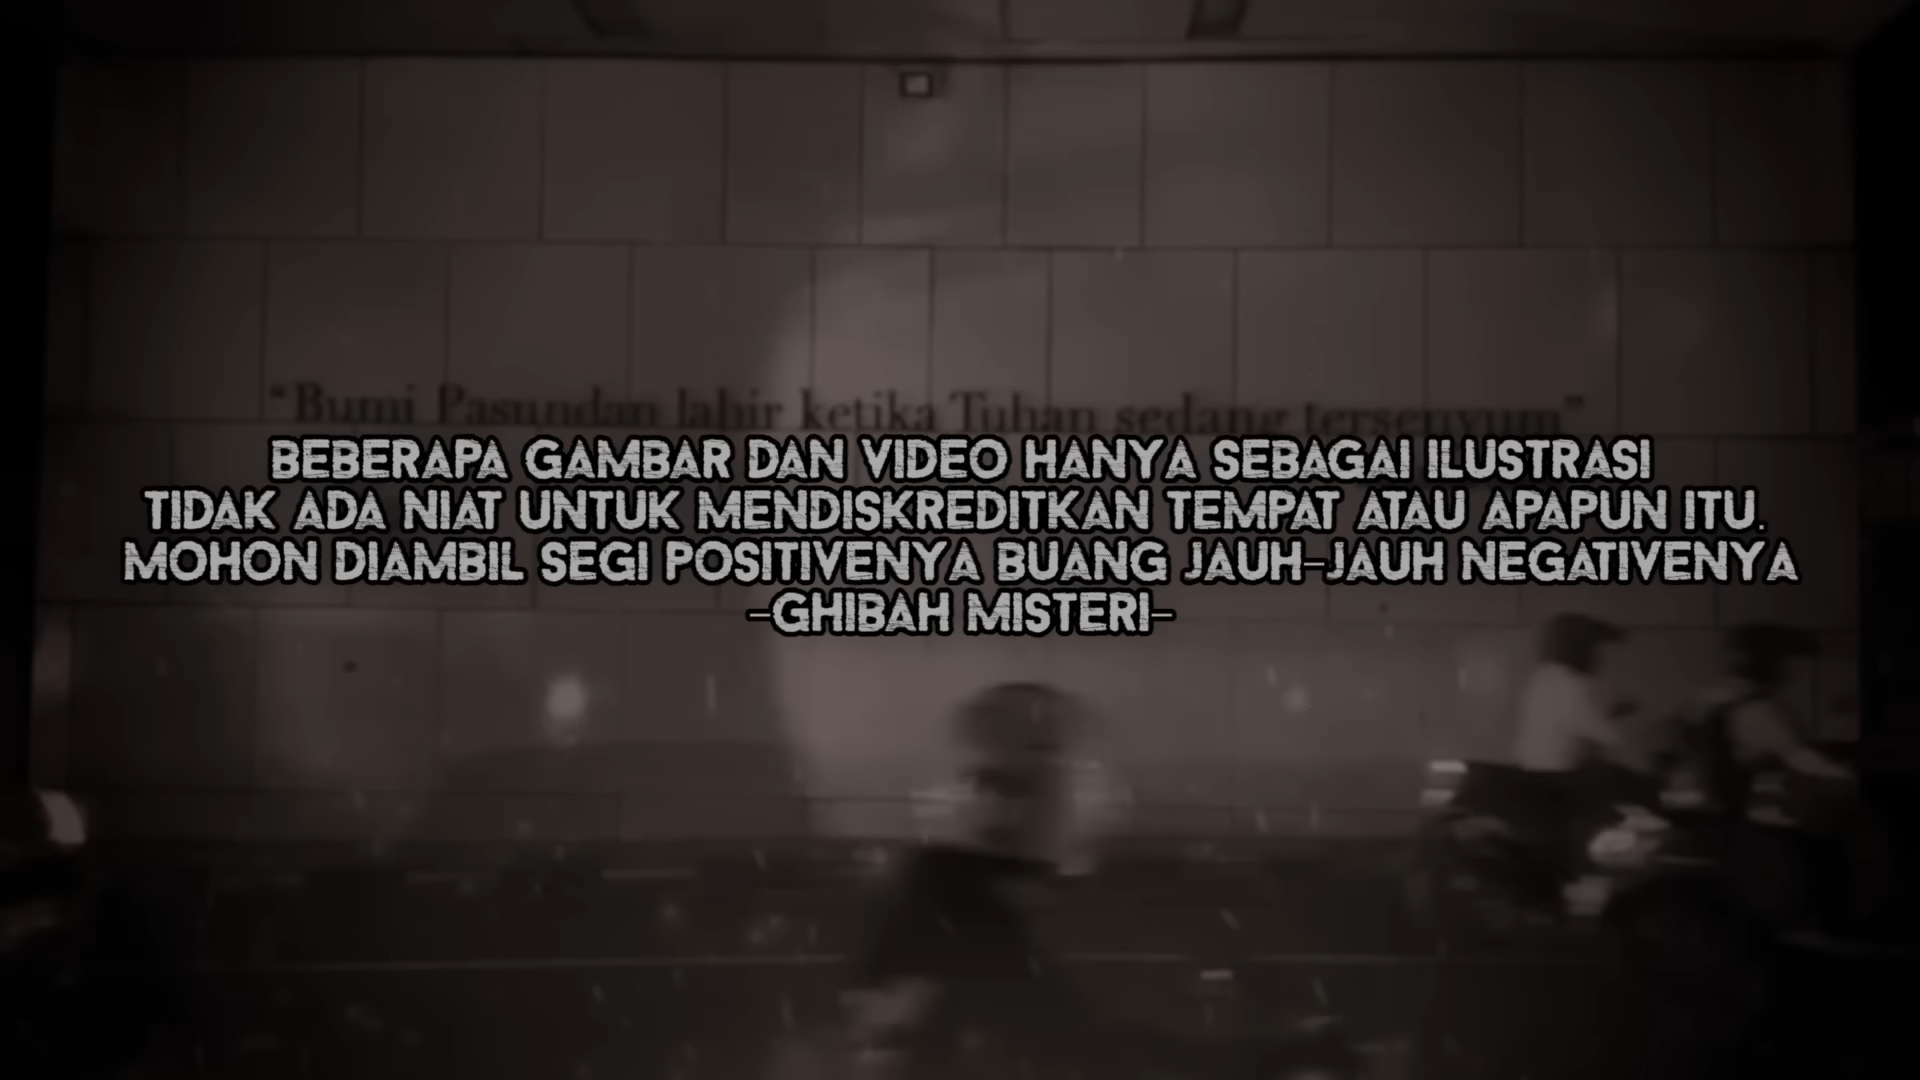 "Bumi Pasundan lahir ketika Tuhan sedang tersenyum"
BEBERAPA GAMBAR DAN VIDEO HANYA SEBAGAI ILUSTRASI
TIDAK ADA NIAT UNTUK MENDISKREDITKAN TEMPAT ATAU APAPUN ITU.
MOHON DIAMBIL SEGI POSITIVENYA BUANG JAUH-JAUH NEGATIVENYA
-GHIBAH MISTERI-